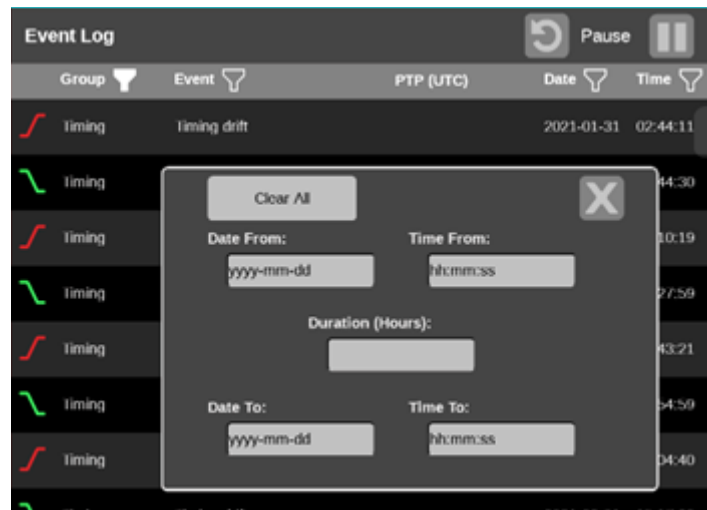 Event Log Pause
Group Event PTP (UTC) Date Time
Timing Timing drift 2021-01-31 02:44:11
Timing 44:30
Clear All X
Timing 10:19
Date From: Time From:
yyyy-mm-dd hh:mm:ss
Timing 27:59
Duration (Hours):
Timing 43:21
Timing 54:59
Date To: Time To:
yyyy-mm-dd hh:mm:ss
Timing 04:40